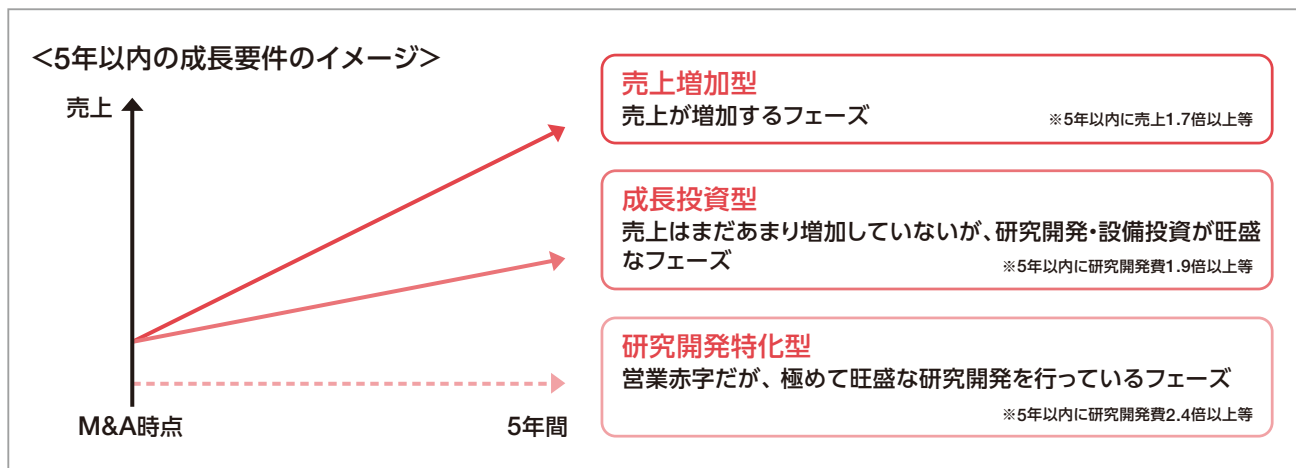 <5年以内の成長要件のイメージ>
売上
売上増加型
売上が増加するフェーズ
※5年以内に売上1.7倍以上等
成長投資型
売上はまだあまり増加していないが、研究開発・設備投資が旺盛
なフェーズ
※5年以内に研究開発費1.9倍以上等
研究開発特化型
営業赤字だが、極めて旺盛な研究開発を行っているフェーズ
※5年以内に研究開発費2.4倍以上等
M&A時点
5年間